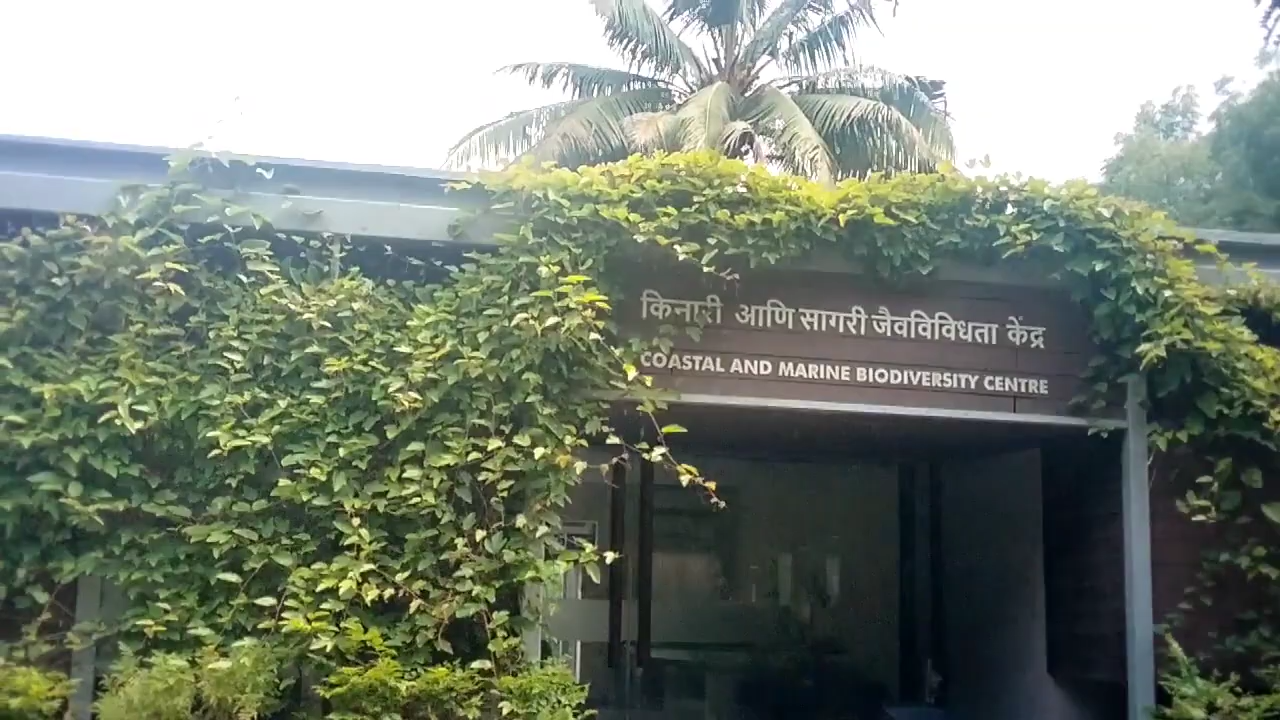 किनारी आणि सागरी जैवविविधता केंद्र
COASTAL AND MARINE BIODIVERSITY CENTRE